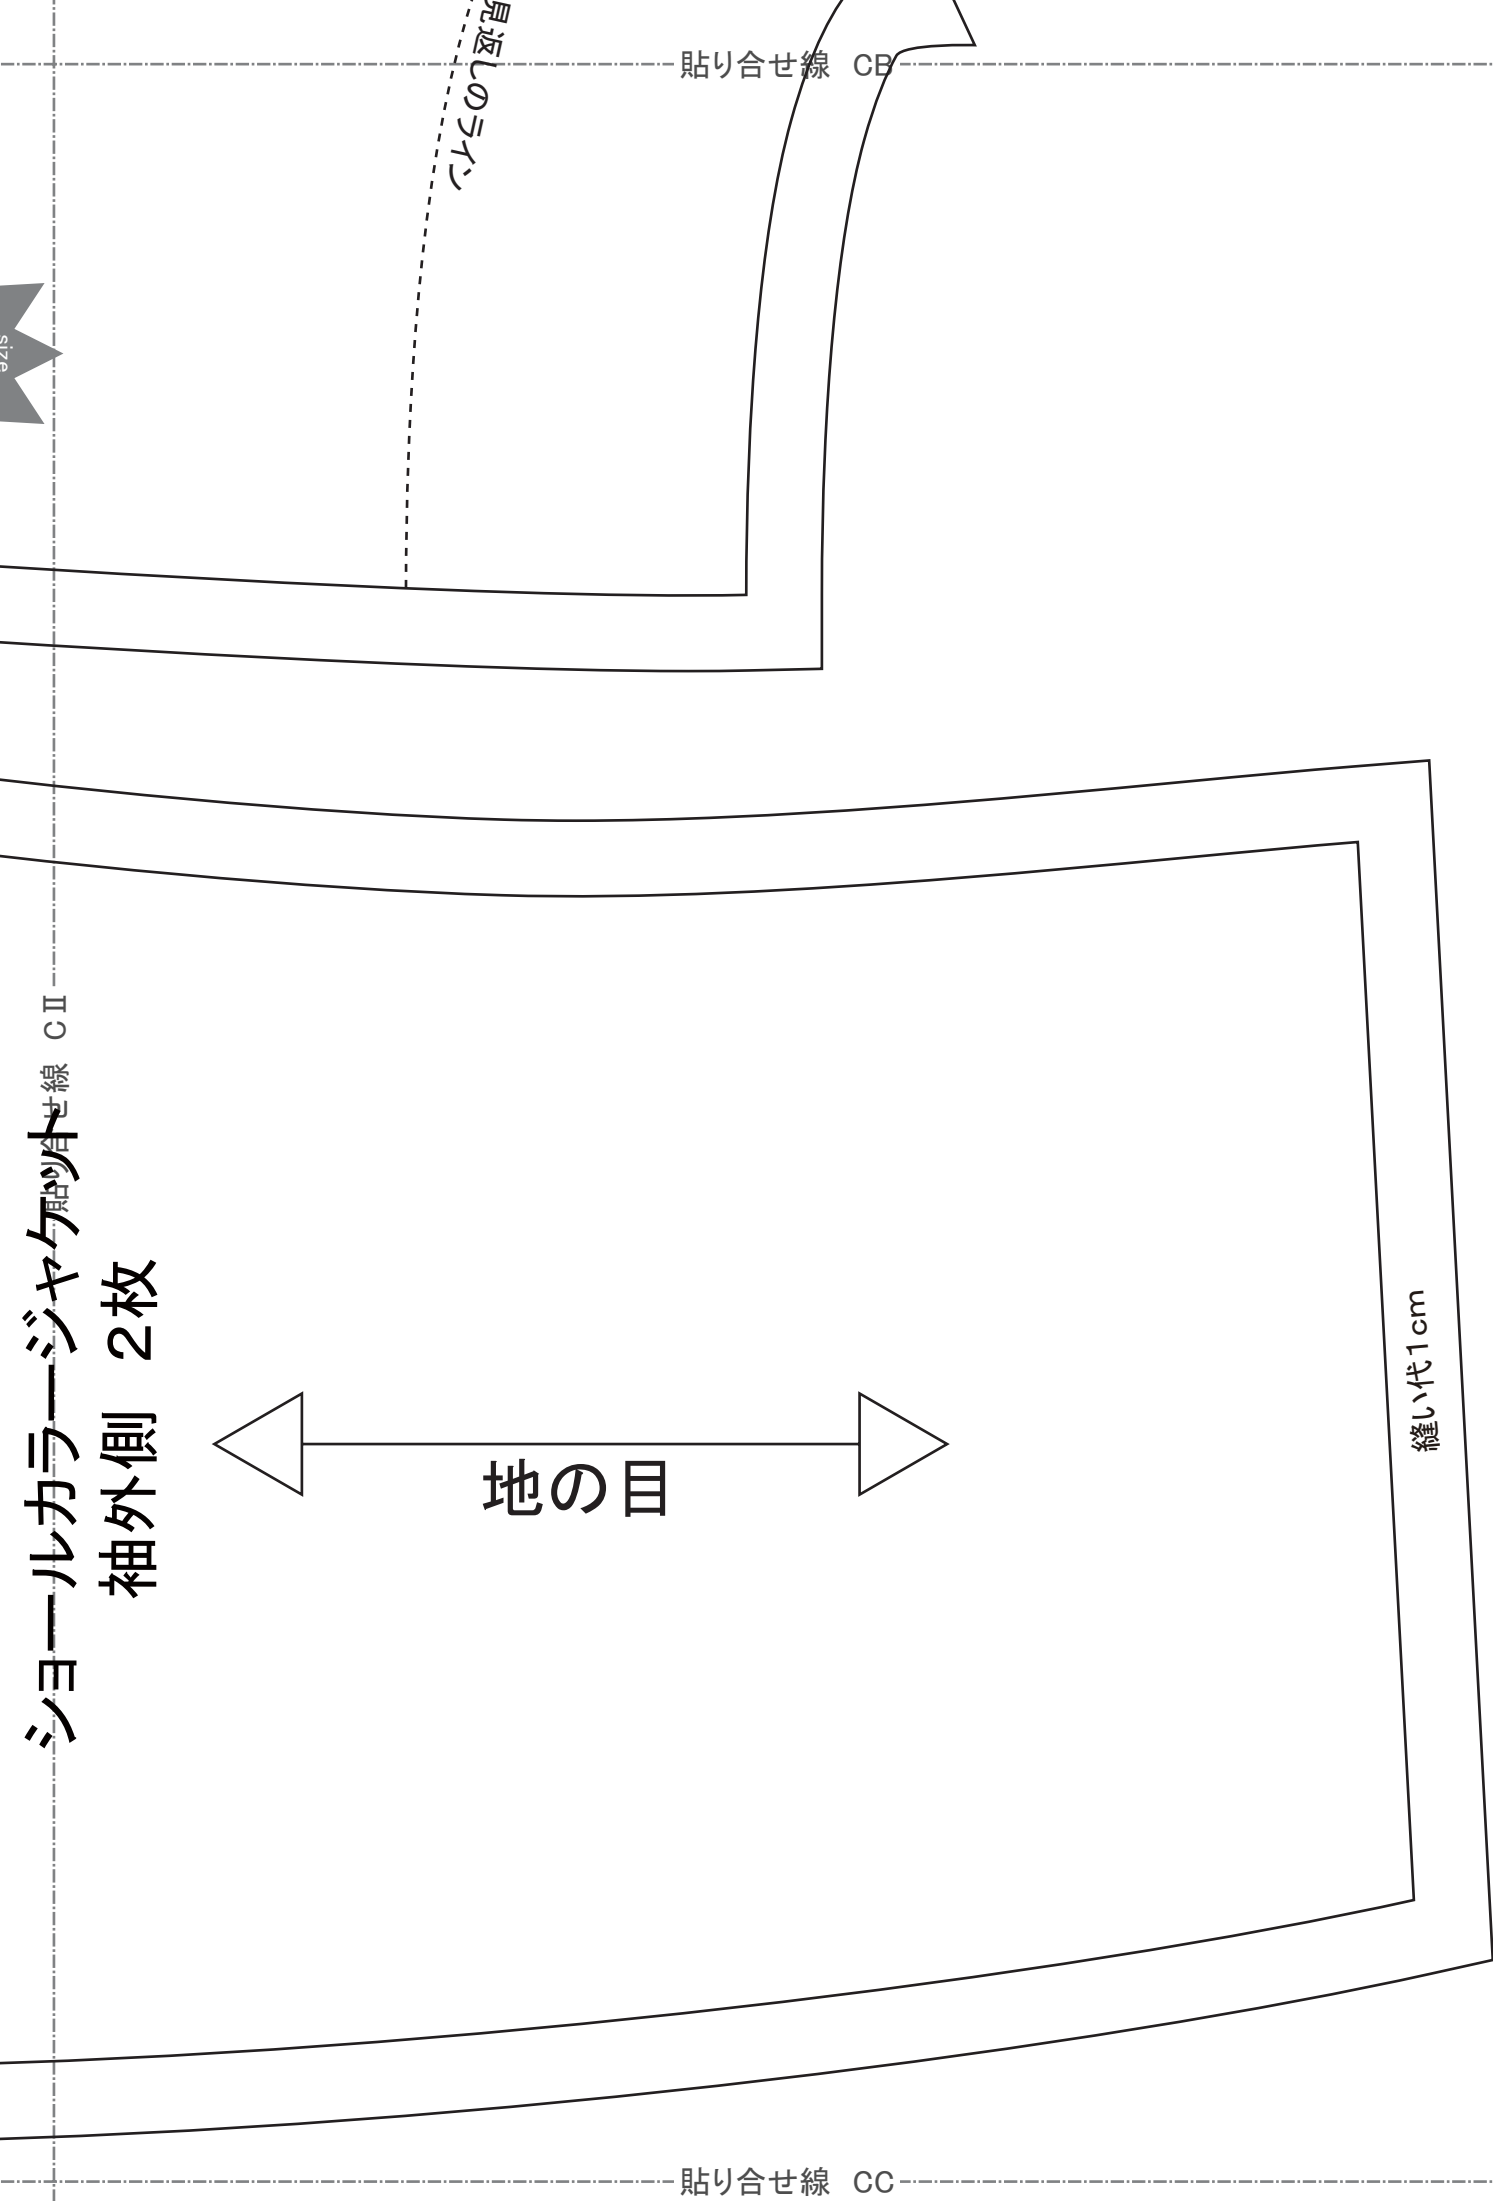 見返しのライン
貼り合せ線　CB
size
貼り合せ線　CⅡ
ショールカラージャケット
袖外側　2枚
地の目
縫い代1cm
貼り合せ線　CC